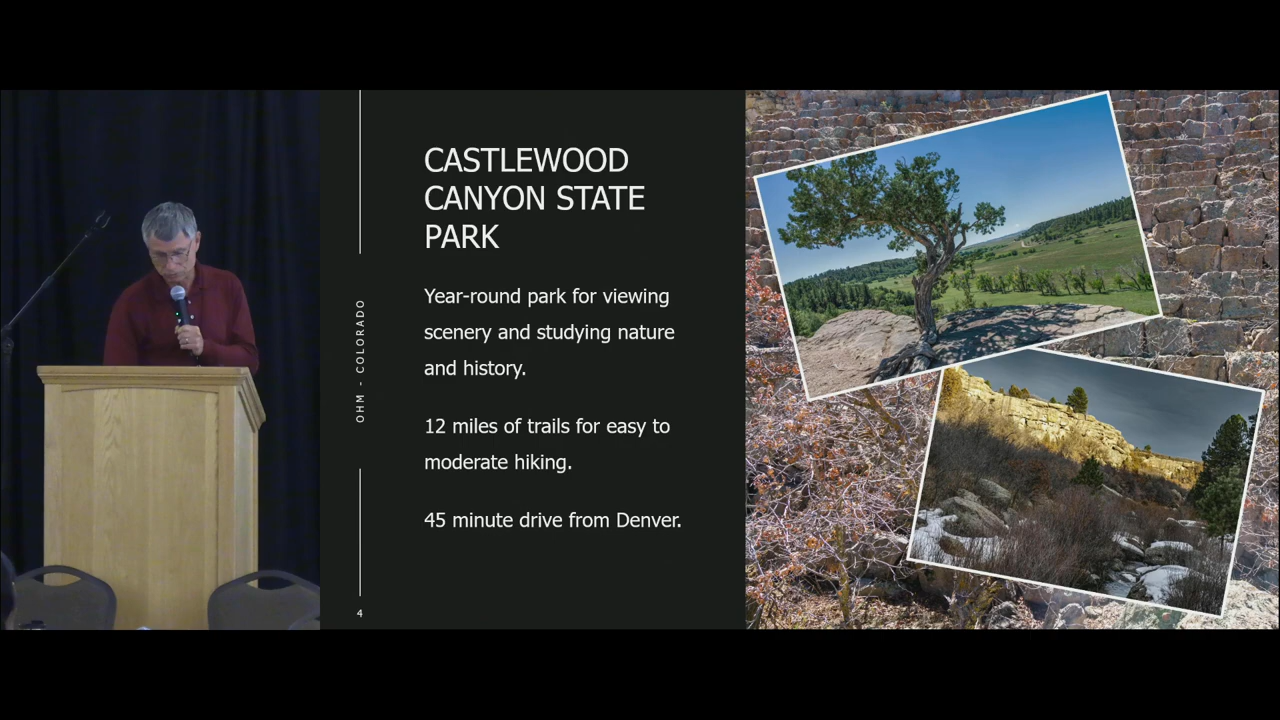 CASTLEWOOD
CANYON STATE
PARK
Year-round park for viewing
scenery and studying nature
and history.
12 miles of trails for easy to
moderate hiking.
45 minute drive from Denver.
OHM - COLORADO
4